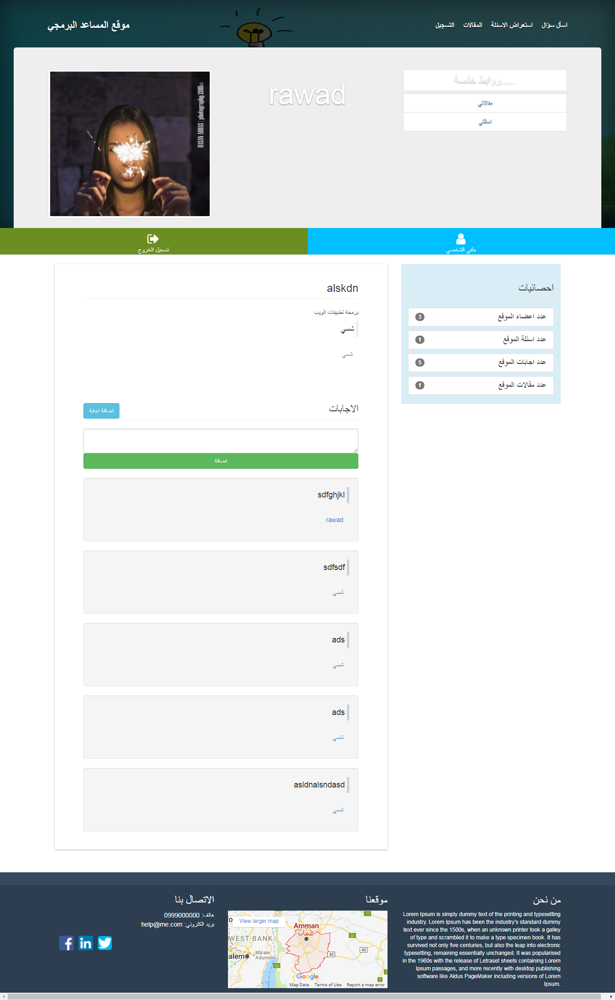 موقع المساعد البرمجي
اسأل سؤال
استعراض الاسئلة
المقالات
التسجيل
HASAN ABBAS | photography 2018©
rawad
روابط خاصة.....
مقالاتي
اسئلتي
ملفي الشخصي
تسجيل الخروج
احصائيات
عدد اعضاء الموقع 3
عدد اسئلة الموقع 1
عدد اجابات الموقع 5
عدد مقالات الموقع 1
alskdn
برمجة تطبيقات الويب
شسي
شسي
الاجابات
اضافة اجابة
اضافة
sdfghjkl
rawad
sdfsdf
شسي
ads
شسي
ads
شسي
asldnalsndasd
شسي
من نحن
Lorem Ipsum is simply dummy text of the printing and typesetting
industry. Lorem Ipsum has been the industry's standard dummy
text ever since the 1500s, when an unknown printer took a galley
of type and scrambled it to make a type specimen book. It has
survived not only five centuries, but also the leap into electronic
typesetting, remaining essentially unchanged. It was popularised
in the 1960s with the release of Letraset sheets containing Lorem
Ipsum passages, and more recently with desktop publishing
software like Aldus PageMaker including versions of Lorem
Ipsum.
موقعنا
View larger map
Amman
عمّان
WEST BANK
salem
Ma'ale
Adumim
10
30
40
40
65
5
3
Google
Map Data
Terms of Use
Report a map error
الاتصال بنا
هاتف: 0999000000
بريد الكتروني: help@me.com